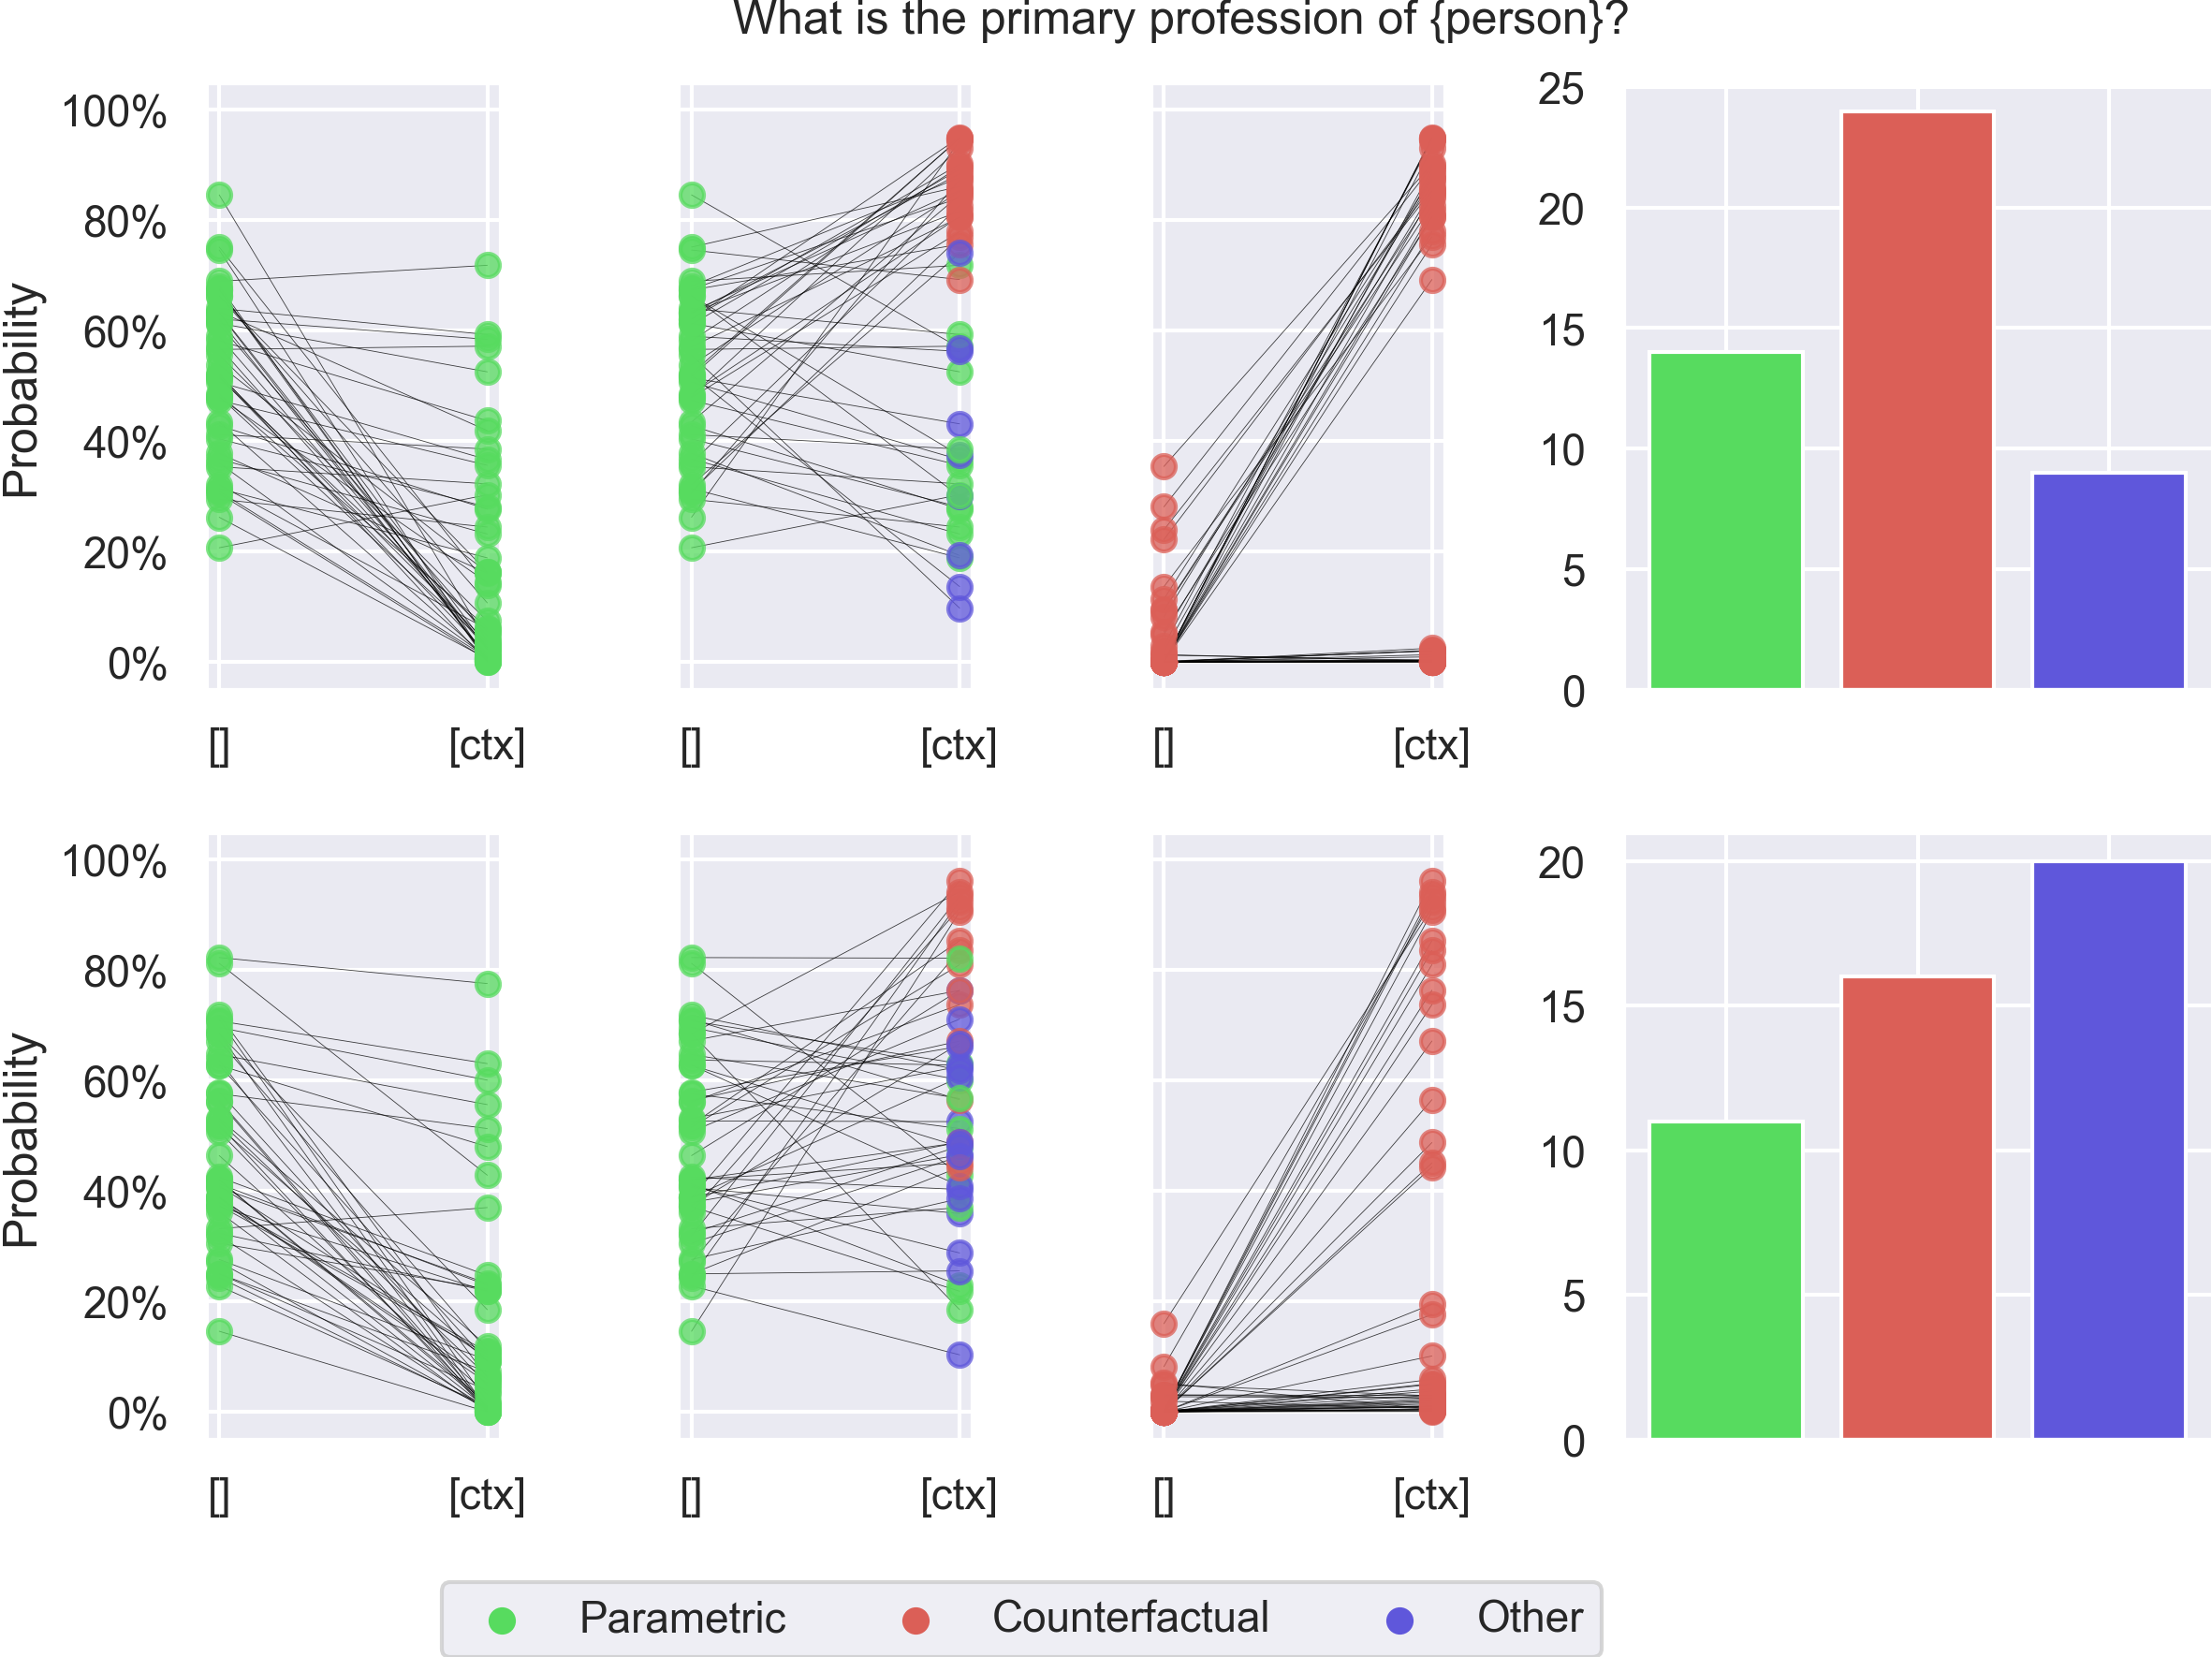 What is the primary profession of {person}?
Probability
100%
80%
60%
40%
20%
0%
[]
[ctx]
[]
[ctx]
[]
[ctx]
25
20
15
10
5
0
Probability
100%
80%
60%
40%
20%
0%
[]
[ctx]
[]
[ctx]
[]
[ctx]
20
15
10
5
0
Parametric
Counterfactual
Other